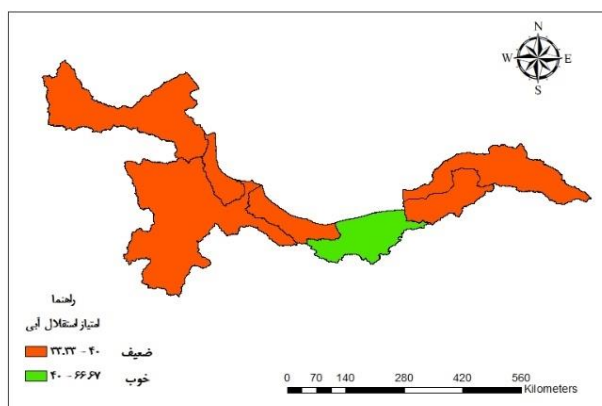 N
W E
S
راهنما
امتیاز استقلال آبی
ضعیف ۳۳.۳۳ - ۴۰
خوب ۴۰ - ۶۶.۶۷
0 70 140 280 420 560
Kilometers